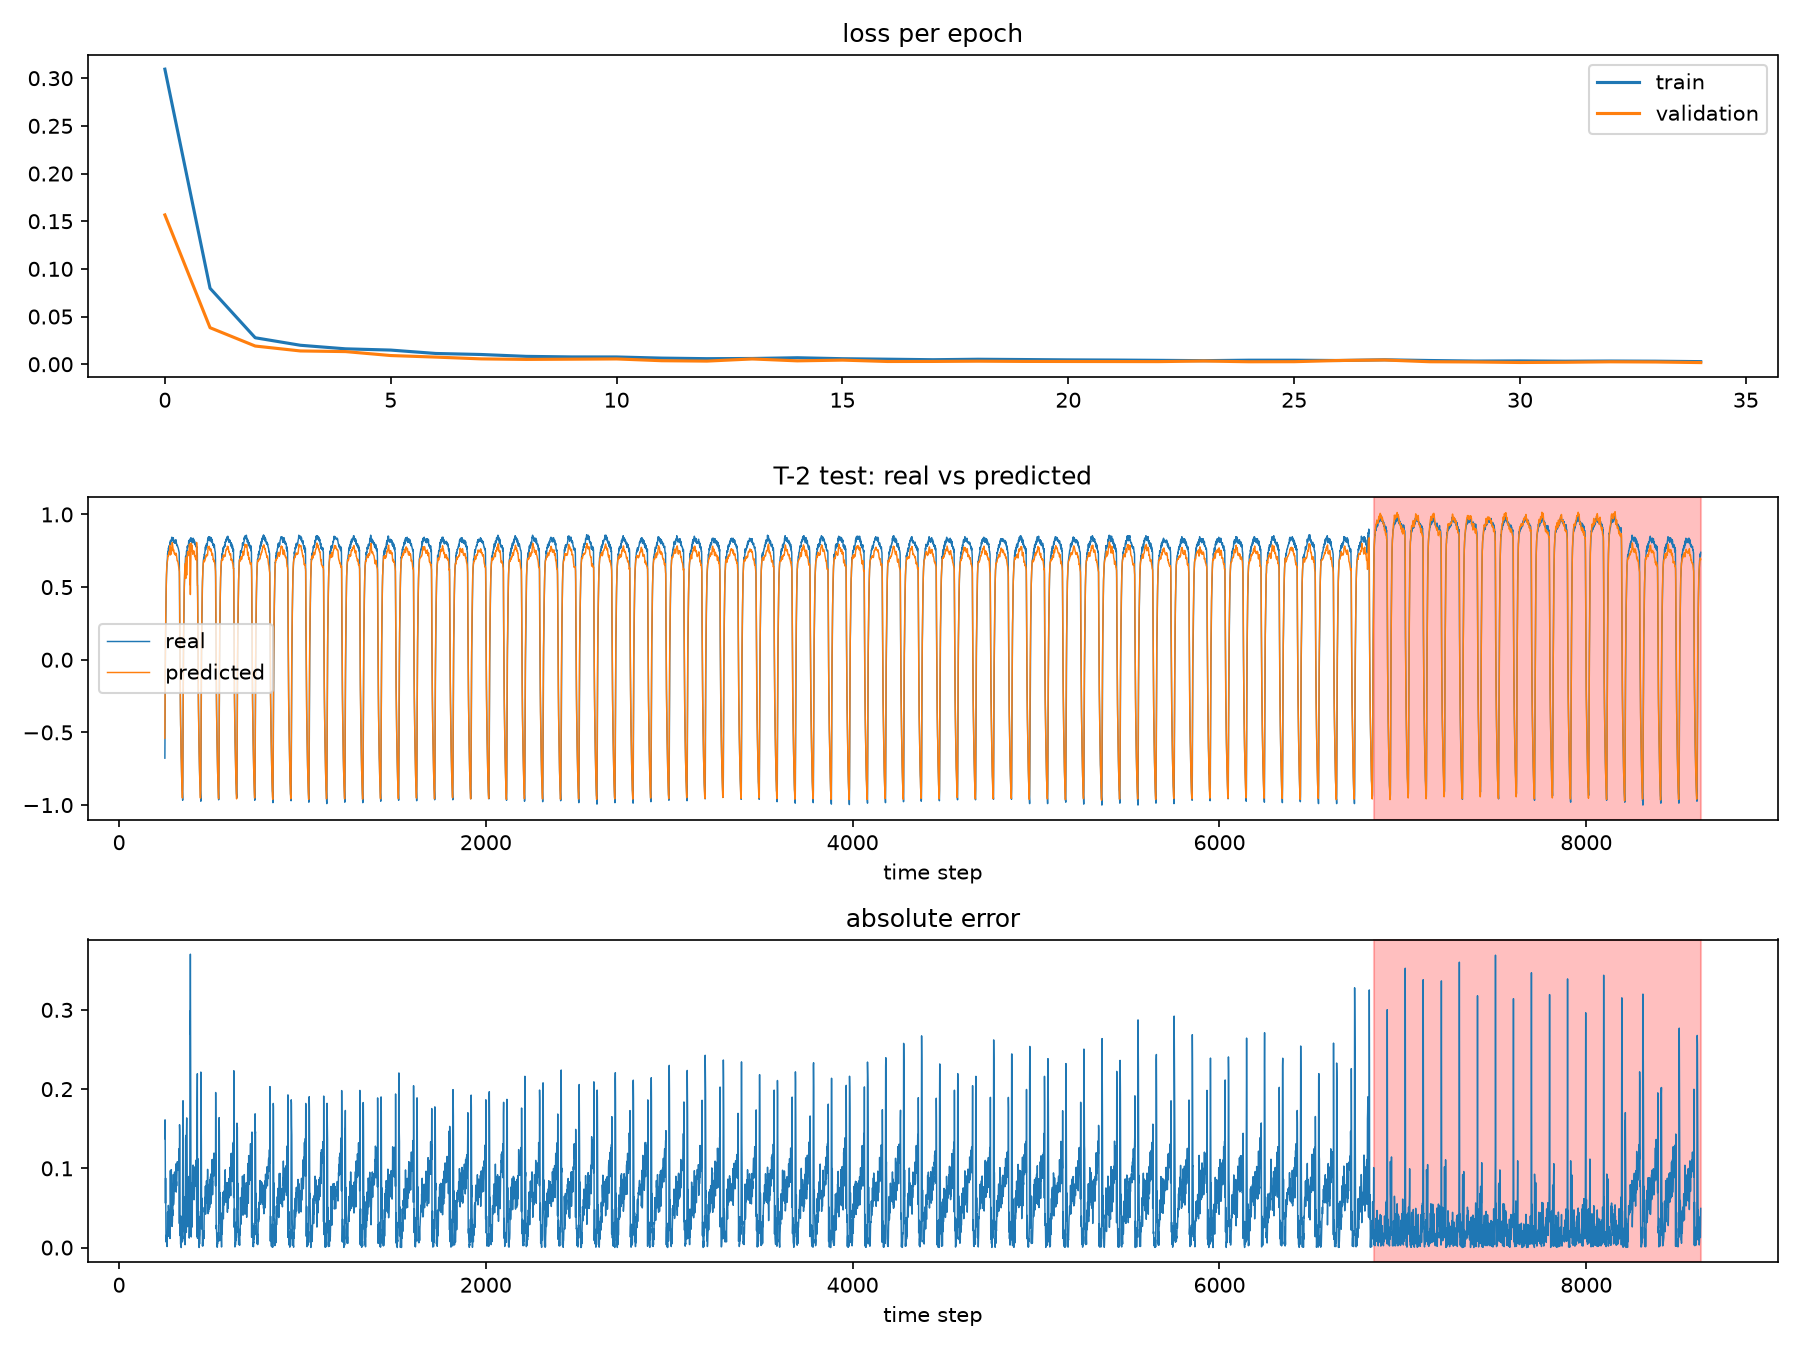 loss per epoch
0.30
0.25
0.20
0.15
0.10
0.05
0.00
train
validation
0 5 10 15 20 25 30 35
T-2 test: real vs predicted
1.0
0.5
0.0
−0.5
−1.0
real
predicted
0 2000 4000 6000 8000
time step
absolute error
0.3
0.2
0.1
0.0
0 2000 4000 6000 8000
time step